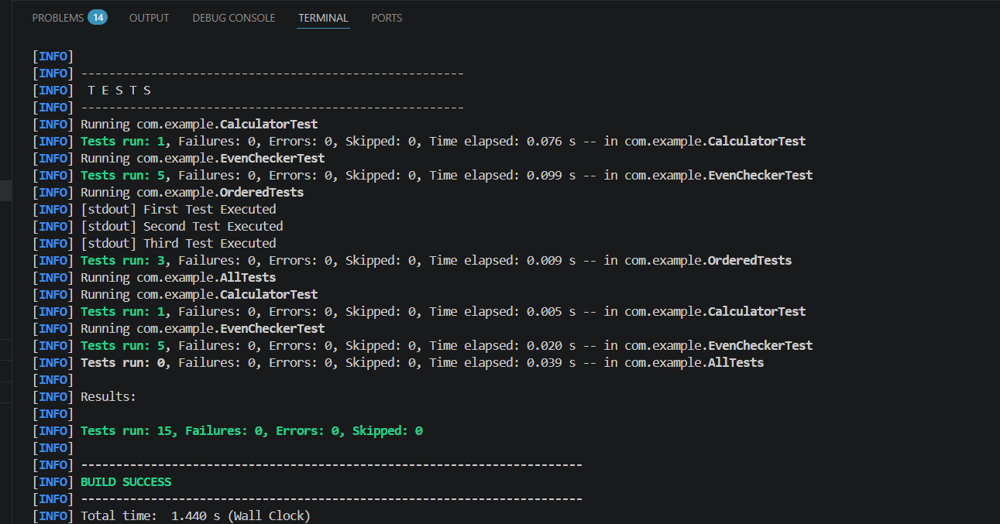 PROBLEMS 14 OUTPUT DEBUG CONSOLE TERMINAL PORTS
[INFO]
[INFO] -------------------------------------------------------
[INFO]  T E S T S
[INFO] -------------------------------------------------------
[INFO] Running com.example.CalculatorTest
[INFO] Tests run: 1, Failures: 0, Errors: 0, Skipped: 0, Time elapsed: 0.076 s -- in com.example.CalculatorTest
[INFO] Running com.example.EvenCheckerTest
[INFO] Tests run: 5, Failures: 0, Errors: 0, Skipped: 0, Time elapsed: 0.099 s -- in com.example.EvenCheckerTest
[INFO] Running com.example.OrderedTests
[INFO] [stdout] First Test Executed
[INFO] [stdout] Second Test Executed
[INFO] [stdout] Third Test Executed
[INFO] Tests run: 3, Failures: 0, Errors: 0, Skipped: 0, Time elapsed: 0.009 s -- in com.example.OrderedTests
[INFO] Running com.example.AllTests
[INFO] Running com.example.CalculatorTest
[INFO] Tests run: 1, Failures: 0, Errors: 0, Skipped: 0, Time elapsed: 0.005 s -- in com.example.CalculatorTest
[INFO] Running com.example.EvenCheckerTest
[INFO] Tests run: 5, Failures: 0, Errors: 0, Skipped: 0, Time elapsed: 0.020 s -- in com.example.EvenCheckerTest
[INFO] Tests run: 0, Failures: 0, Errors: 0, Skipped: 0, Time elapsed: 0.039 s -- in com.example.AllTests
[INFO]
[INFO] Results:
[INFO]
[INFO] Tests run: 15, Failures: 0, Errors: 0, Skipped: 0
[INFO]
[INFO] ------------------------------------------------------------------------
[INFO] BUILD SUCCESS
[INFO] ------------------------------------------------------------------------
[INFO] Total time:  1.440 s (Wall Clock)